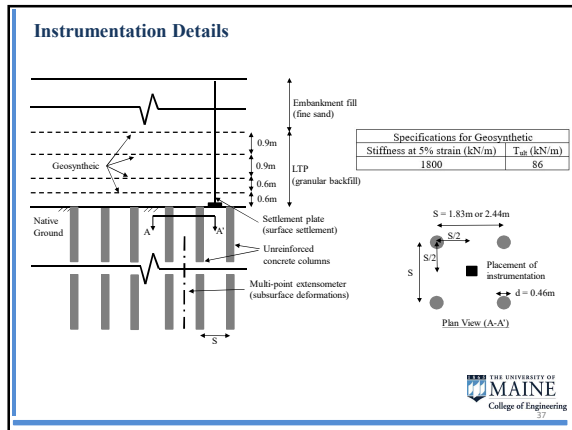 Instrumentation Details
Embankment fill
(fine sand)
0.9m
0.9m
0.6m
0.6m
Geosyntheic
LTP
(granular backfill)
Native
Ground
A
A'
Settlement plate
(surface settlement)
Unreinforced
concrete columns
Multi-point extensometer
(subsurface deformations)
S
Specifications for Geosynthetic
Stiffness at 5% strain (kN/m) Tult (kN/m)
1800 86
S = 1.83m or 2.44m
S/2
S/2
S
Placement of
instrumentation
d = 0.46m
Plan View (A-A')
1865 THE UNIVERSITY OF
MAINE
College of Engineering
37